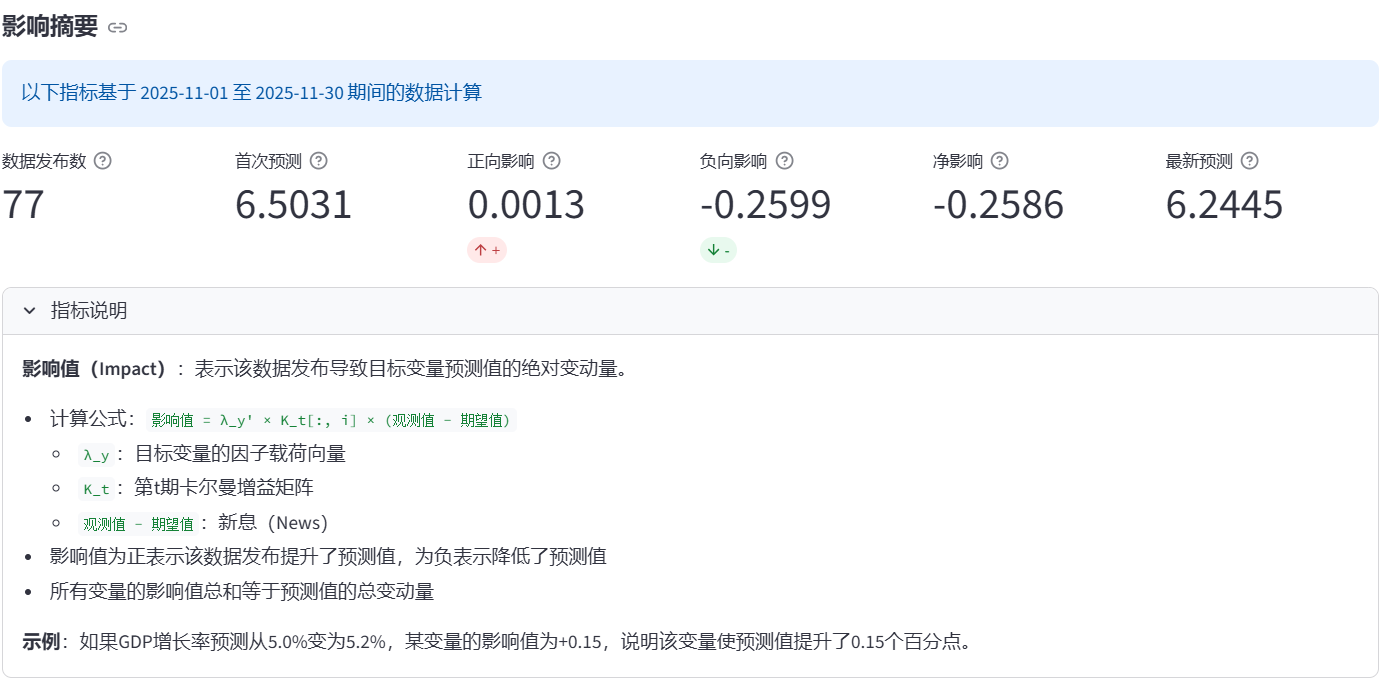 影响摘要
以下指标基于 2025-11-01 至 2025-11-30 期间的数据计算
数据发布数 首次预测 正向影响 负向影响 净影响 最新预测
77 6.5031 0.0013 -0.2599 -0.2586 6.2445
↑ + ↓ -
指标说明
影响值（Impact）：表示该数据发布导致目标变量预测值的绝对变动量。
• 计算公式：影响值 = λ_y' × K_t[:, i] × (观测值 - 期望值)
◦ λ_y：目标变量的因子载荷向量
◦ K_t：第t期卡尔曼增益矩阵
◦ 观测值 - 期望值：新息（News）
• 影响值为正表示该数据发布提升了预测值，为负表示降低了预测值
• 所有变量的影响值总和等于预测值的总变动量
示例：如果GDP增长率预测从5.0%变为5.2%，某变量的影响值为+0.15，说明该变量使预测值提升了0.15个百分点。